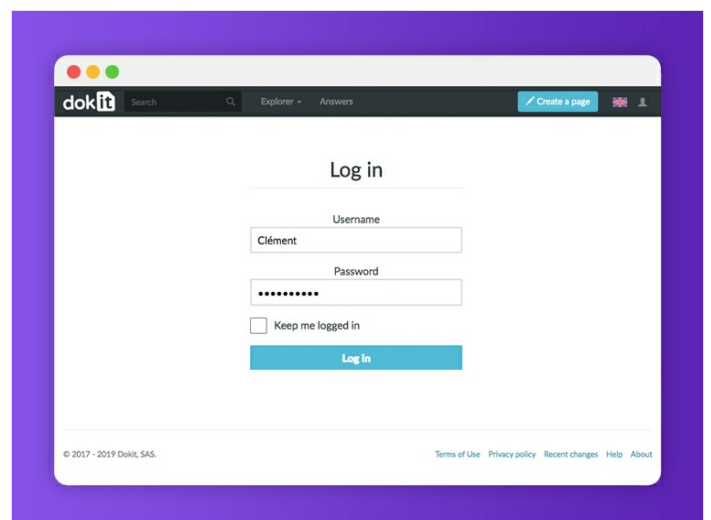 dokit Search Explorer Answers Create a page
Log in
Username
Clément
Password
••••••••••
Keep me logged in
Log In
© 2017 - 2019 Dokit, SAS. Terms of Use Privacy policy Recent changes Help About